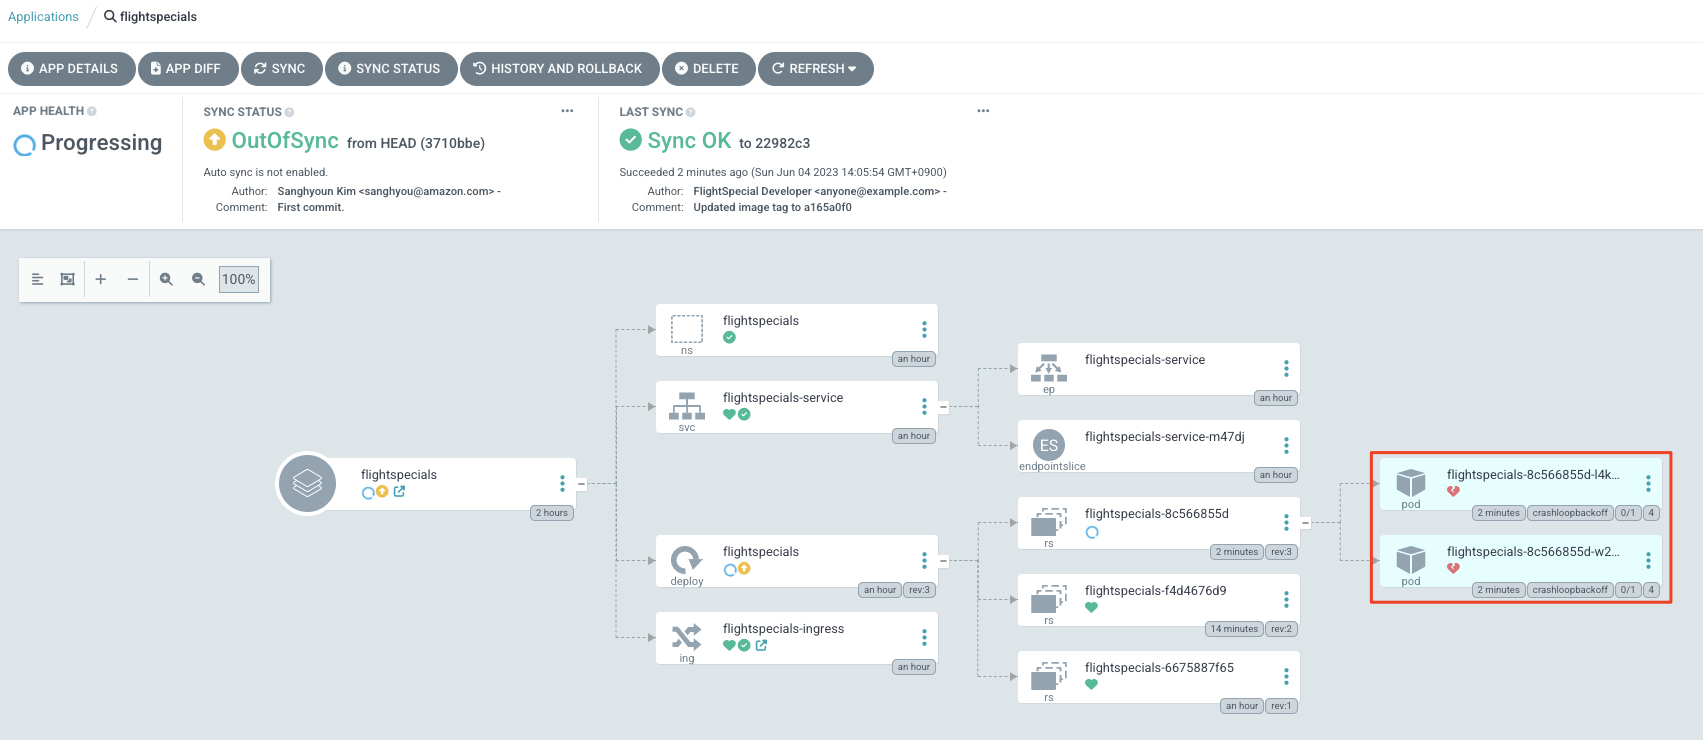 Applications / flightspecials
APP DETAILS APP DIFF SYNC SYNC STATUS HISTORY AND ROLLBACK DELETE REFRESH
APP HEALTH
Progressing
SYNC STATUS
OutOfSync from HEAD (3710bbe)
Auto sync is not enabled.
Author: Sanghyoun Kim <sanghyou@amazon.com> -
Comment: First commit.
LAST SYNC
Sync OK to 22982c3
Succeeded 2 minutes ago (Sun Jun 04 2023 14:05:54 GMT+0900)
Author: FlightSpecial Developer <anyone@example.com> -
Comment: Updated image tag to a165a0f0
100%
flightspecials
2 hours
flightspecials
ns
an hour
flightspecials-service
svc
an hour
flightspecials
deploy
an hour rev:3
flightspecials-ingress
ing
an hour
flightspecials-service
ep
an hour
ES
flightspecials-service-m47dj
endpointslice
an hour
flightspecials-8c566855d
rs
2 minutes rev:3
flightspecials-f4d4676d9
rs
14 minutes rev:2
flightspecials-6675887f65
rs
an hour rev:1
flightspecials-8c566855d-l4k...
pod
2 minutes crashloopbackoff 0/1 4
flightspecials-8c566855d-w2...
pod
2 minutes crashloopbackoff 0/1 4